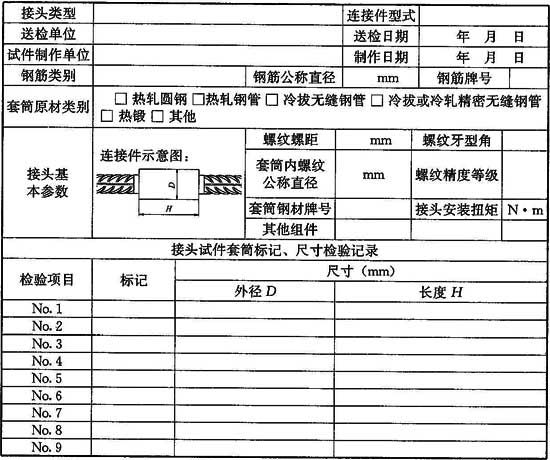 接头类型 连接件型式
送检单位 送检日期 年 月 日
试件制作单位 制作日期 年 月 日
钢筋类别 钢筋公称直径 mm 钢筋牌号
套筒原材类别 □ 热轧圆钢 □热轧钢管 □ 冷拔无缝钢管 □ 冷拔或冷轧精密无缝钢管
□ 热锻 □ 其他
接头基
本参数
连接件示意图：
D
H
螺纹螺距 mm 螺纹牙型角
套筒内螺纹
公称直径 mm 螺纹精度等级
套筒钢材牌号 接头安装扭矩 N·m
其他组件
接头试件套筒标记、尺寸检验记录
检验项目 标记 尺寸（mm）
外径 D 长度 H
No. 1
No. 2
No. 3
No. 4
No. 5
No. 6
No. 7
No. 8
No. 9